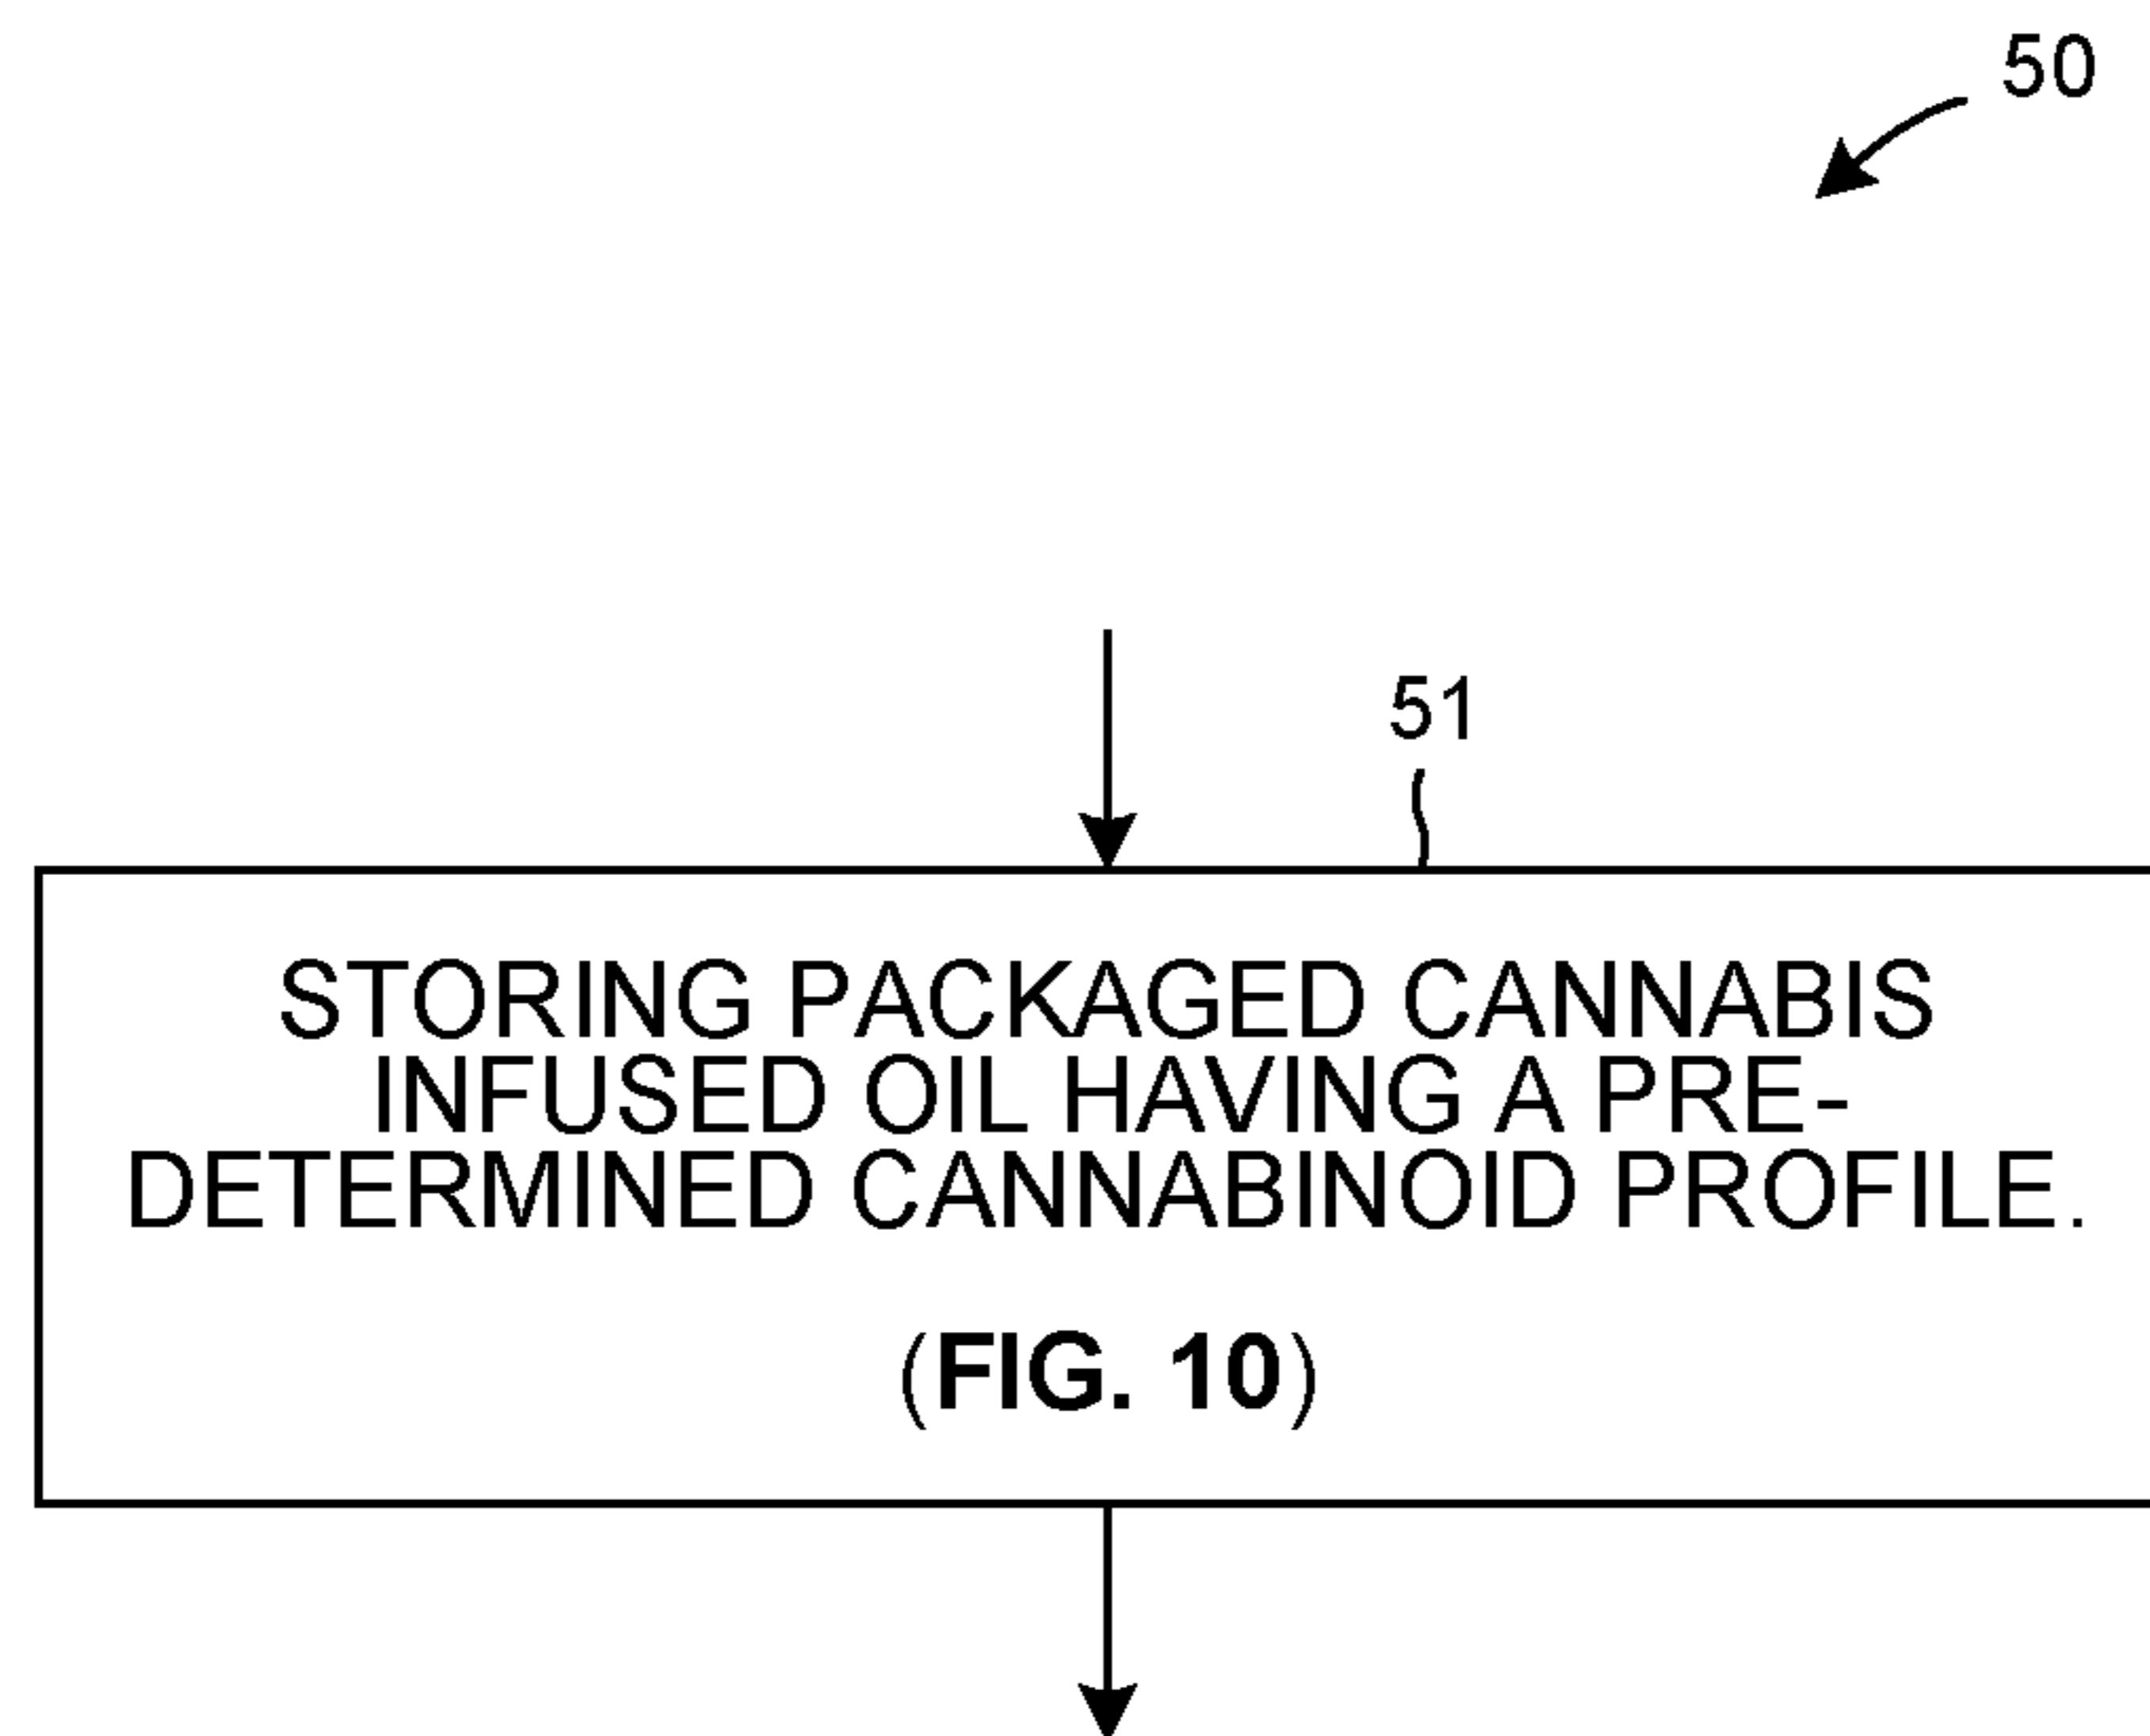 50
51
STORING PACKAGED CANNABIS
INFUSED OIL HAVING A PRE-
DETERMINED CANNABINOID PROFILE.
(FIG. 10)